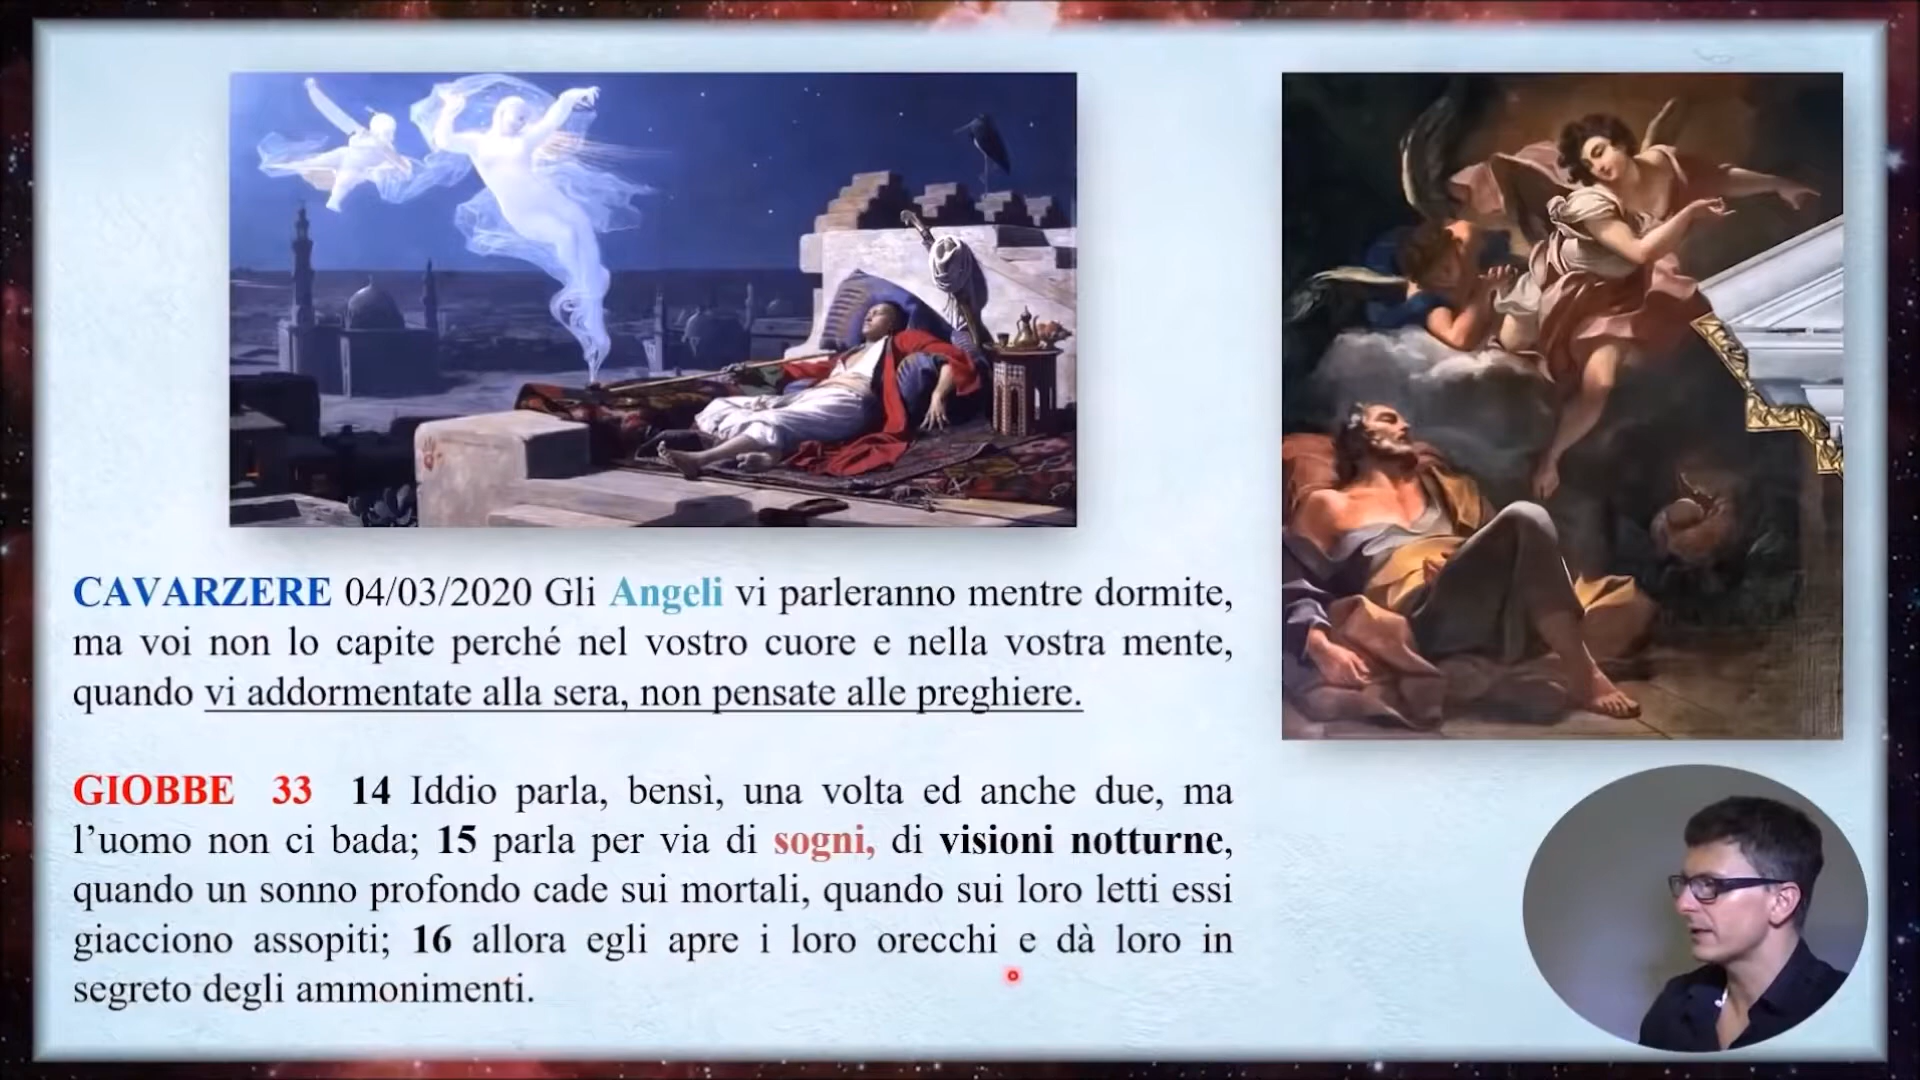 CAVARZERE 04/03/2020 Gli Angeli vi parleranno mentre dormite,
ma voi non lo capite perché nel vostro cuore e nella vostra mente,
quando vi addormentate alla sera, non pensate alle preghiere.
GIOBBE 33 14 Iddio parla, bensì, una volta ed anche due, ma
l’uomo non ci bada; 15 parla per via di sogni, di visioni notturne,
quando un sonno profondo cade sui mortali, quando sui loro letti essi
giacciono assopiti; 16 allora egli apre i loro orecchi e dà loro in
segreto degli ammonimenti.